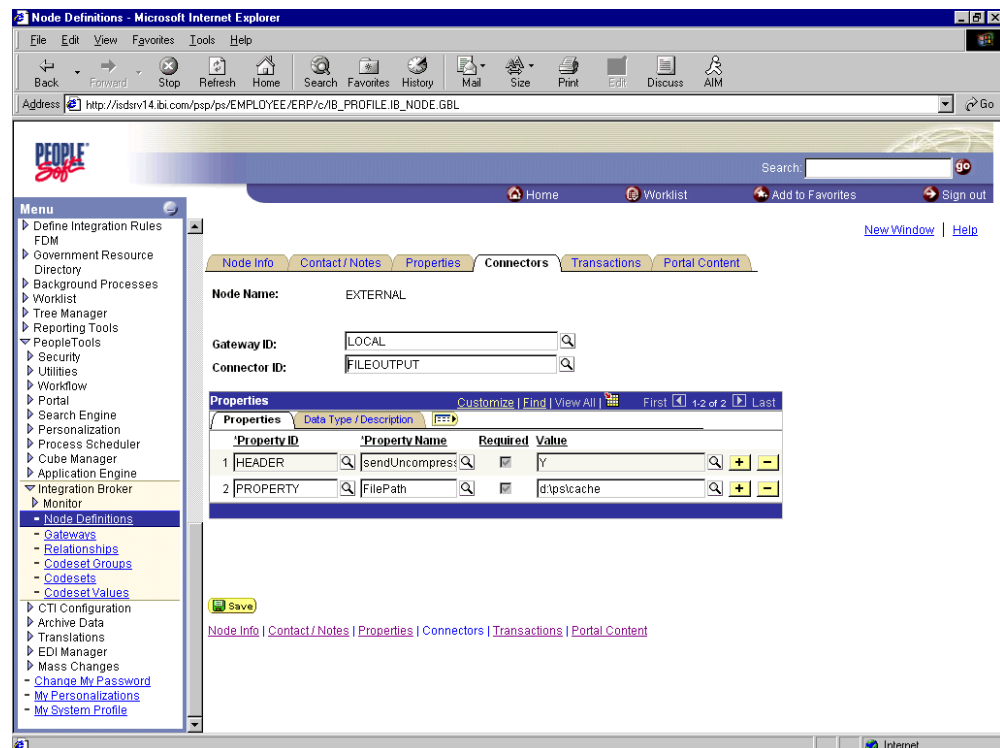 Node Definitions - Microsoft Internet Explorer
File Edit View Favorites Tools Help
Back Forward Stop Refresh Home Search Favorites History Mail Size Print Edit Discuss AIM
Address http://isdsrv14.ibi.com/psp/ps/EMPLOYEE/ERP/c/IB_PROFILE.IB_NODE.GBL Go
PEOPLE
Soft
Search: go
Home Worklist Add to Favorites Sign out
Menu
Define Integration Rules
FDM
Government Resource
Directory
Background Processes
Worklist
Tree Manager
Reporting Tools
PeopleTools
Security
Utilities
Workflow
Portal
Search Engine
Personalization
Process Scheduler
Cube Manager
Application Engine
Integration Broker
Monitor
- Node Definitions
- Gateways
- Relationships
- Codeset Groups
- Codesets
- Codeset Values
CTI Configuration
Archive Data
Translations
EDI Manager
Mass Changes
- Change My Password
- My Personalizations
- My System Profile
New Window | Help
Node Info Contact / Notes Properties Connectors Transactions Portal Content
Node Name: EXTERNAL
Gateway ID: LOCAL
Connector ID: FILEOUTPUT
Properties Customize | Find | View All | First 1-2 of 2 Last
Properties Data Type / Description
*Property ID *Property Name Required Value
1 HEADER sendUncompress Y + -
2 PROPERTY FilePath d:\ps\cache + -
Save
Node Info | Contact / Notes | Properties | Connectors | Transactions | Portal Content
Internet